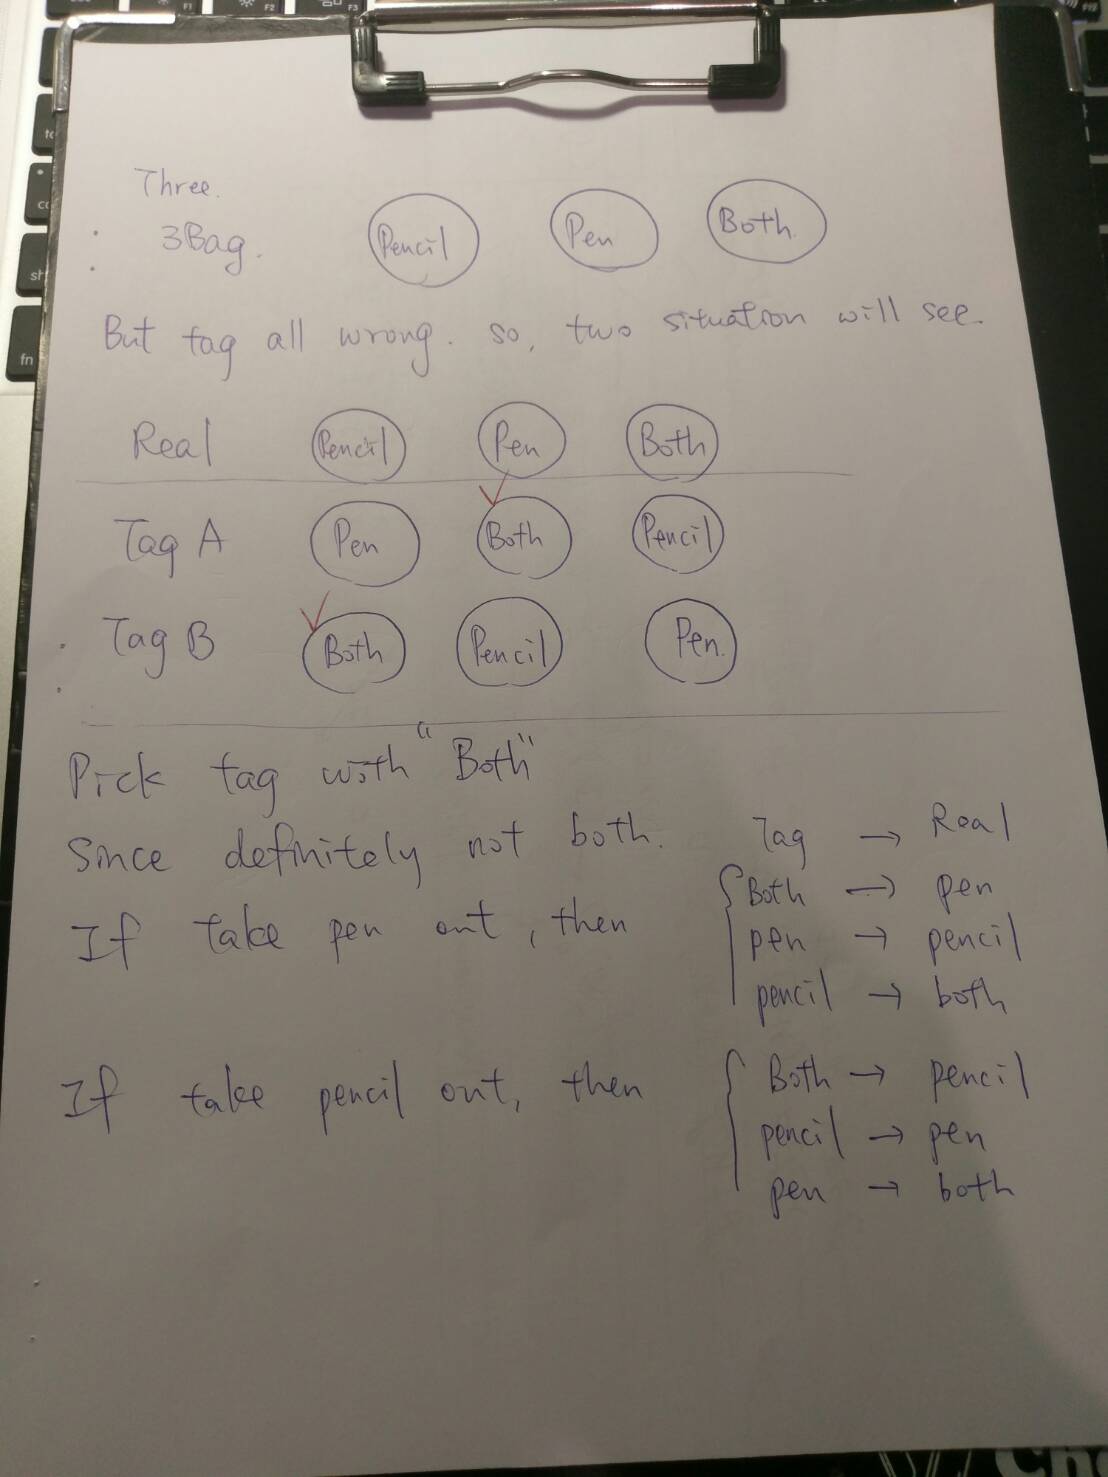 Three.
3Bag. Pencil Pen Both.
But tag all wrong. so, two situation will see.
Real Pencil Pen Both
Tag A Pen Both Pencil
Tag B Both Pencil Pen.
Pick tag with "Both"
Since definitely not both.
If take pen out, then
Tag → Real
Both → pen
pen → pencil
pencil → both
If take pencil out, then
Both → pencil
pencil → pen
pen → both
fn